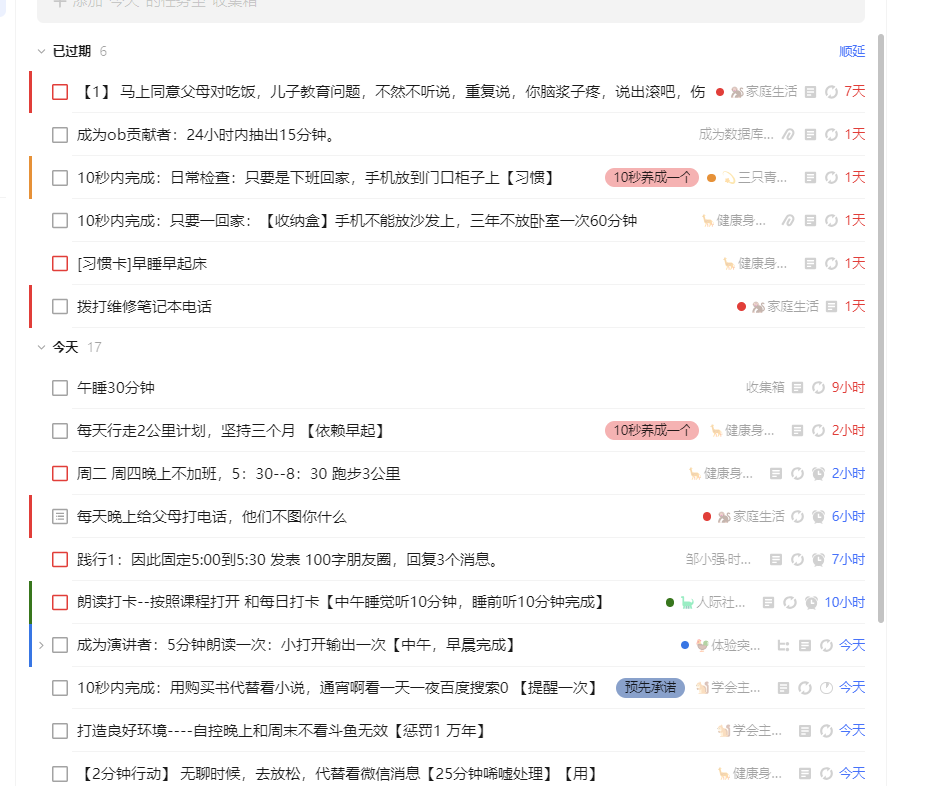 添加"今天"的任务至"收集箱"
已过期 6 顺延
【1】 马上同意父母对吃饭，儿子教育问题，不然不听说，重复说，你脑浆子疼，说出滚吧，伤 家庭生活 7天
成为ob贡献者：24小时内抽出15分钟。 成为数据库... 1天
10秒内完成：日常检查：只要是下班回家，手机放到门口柜子上【习惯】 10秒养成一个 三只青... 1天
10秒内完成：只要一回家：【收纳盒】手机不能放沙发上，三年不放卧室一次60分钟 健康身... 1天
[习惯卡]早睡早起床 健康身... 1天
拨打维修笔记本电话 家庭生活 1天
今天 17
午睡30分钟 收集箱 9小时
每天行走2公里计划，坚持三个月 【依赖早起】 10秒养成一个 健康身... 2小时
周二 周四晚上不加班，5：30--8：30 跑步3公里 健康身... 2小时
每天晚上给父母打电话，他们不图你什么 家庭生活 6小时
践行1：因此固定5:00到5:30 发表 100字朋友圈，回复3个消息。 邹小强·时... 7小时
朗读打卡--按照课程打开 和每日打卡【中午睡觉听10分钟，睡前听10分钟完成】 人际社... 10小时
成为演讲者：5分钟朗读一次：小打开输出一次【中午，早晨完成】 体验突... 今天
10秒内完成：用购买书代替看小说，通宵啊看一天一夜百度搜索0 【提醒一次】 预先承诺 学会主... 今天
打造良好环境----自控晚上和周末不看斗鱼无效【惩罚1 万年】 学会主... 今天
【2分钟行动】 无聊时候，去放松，代替看微信消息【25分钟唏嘘处理】【用】 健康身... 今天